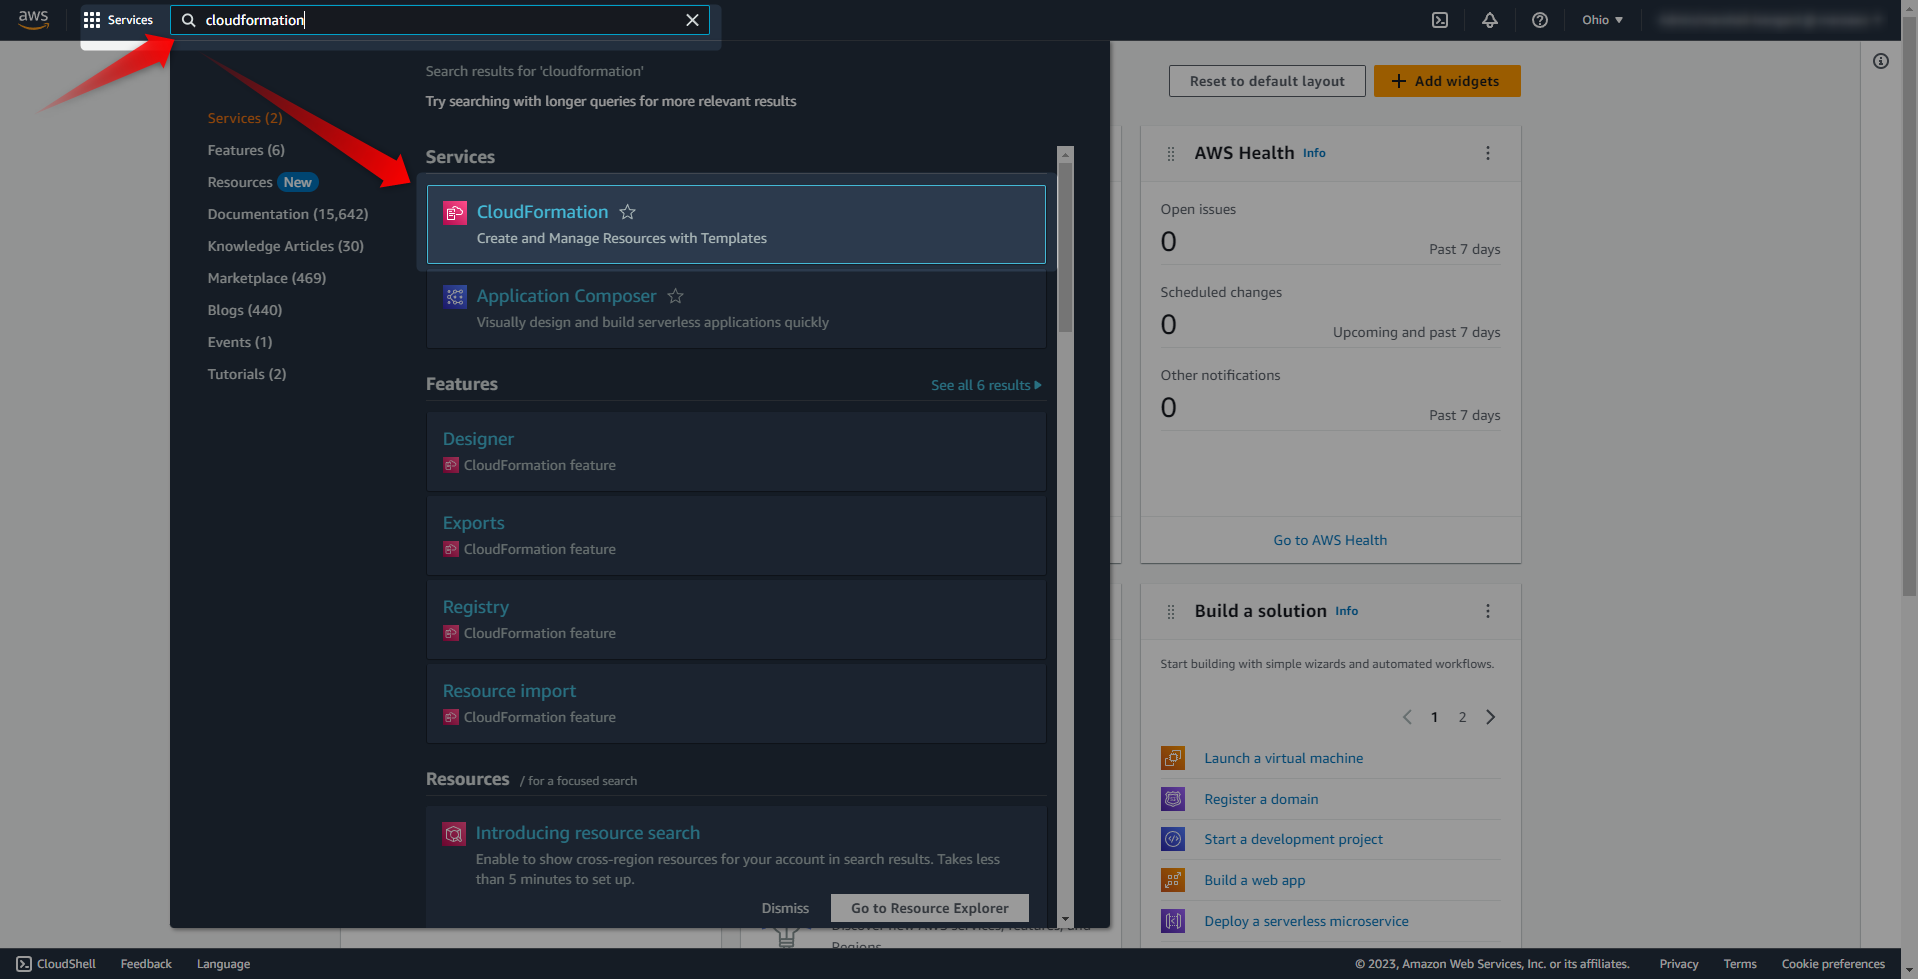 aws
Services
cloudformation
Ohio
Search results for 'cloudformation'
Try searching with longer queries for more relevant results
Services (2)
Features (6)
Resources New
Documentation (15,642)
Knowledge Articles (30)
Marketplace (469)
Blogs (440)
Events (1)
Tutorials (2)
Services
CloudFormation
Create and Manage Resources with Templates
Application Composer
Visually design and build serverless applications quickly
Features
See all 6 results
Designer
CloudFormation feature
Exports
CloudFormation feature
Registry
CloudFormation feature
Resource import
CloudFormation feature
Resources / for a focused search
Introducing resource search
Enable to show cross-region resources for your account in search results. Takes less
than 5 minutes to set up.
Dismiss
Go to Resource Explorer
Reset to default layout
+ Add widgets
AWS Health Info
Open issues
0
Past 7 days
Scheduled changes
0
Upcoming and past 7 days
Other notifications
0
Past 7 days
Go to AWS Health
Build a solution Info
Start building with simple wizards and automated workflows.
1 2
Launch a virtual machine
Register a domain
Start a development project
Build a web app
Deploy a serverless microservice
Discover new AWS services, features, and
Regions
CloudShell
Feedback
Language
© 2023, Amazon Web Services, Inc. or its affiliates.
Privacy
Terms
Cookie preferences